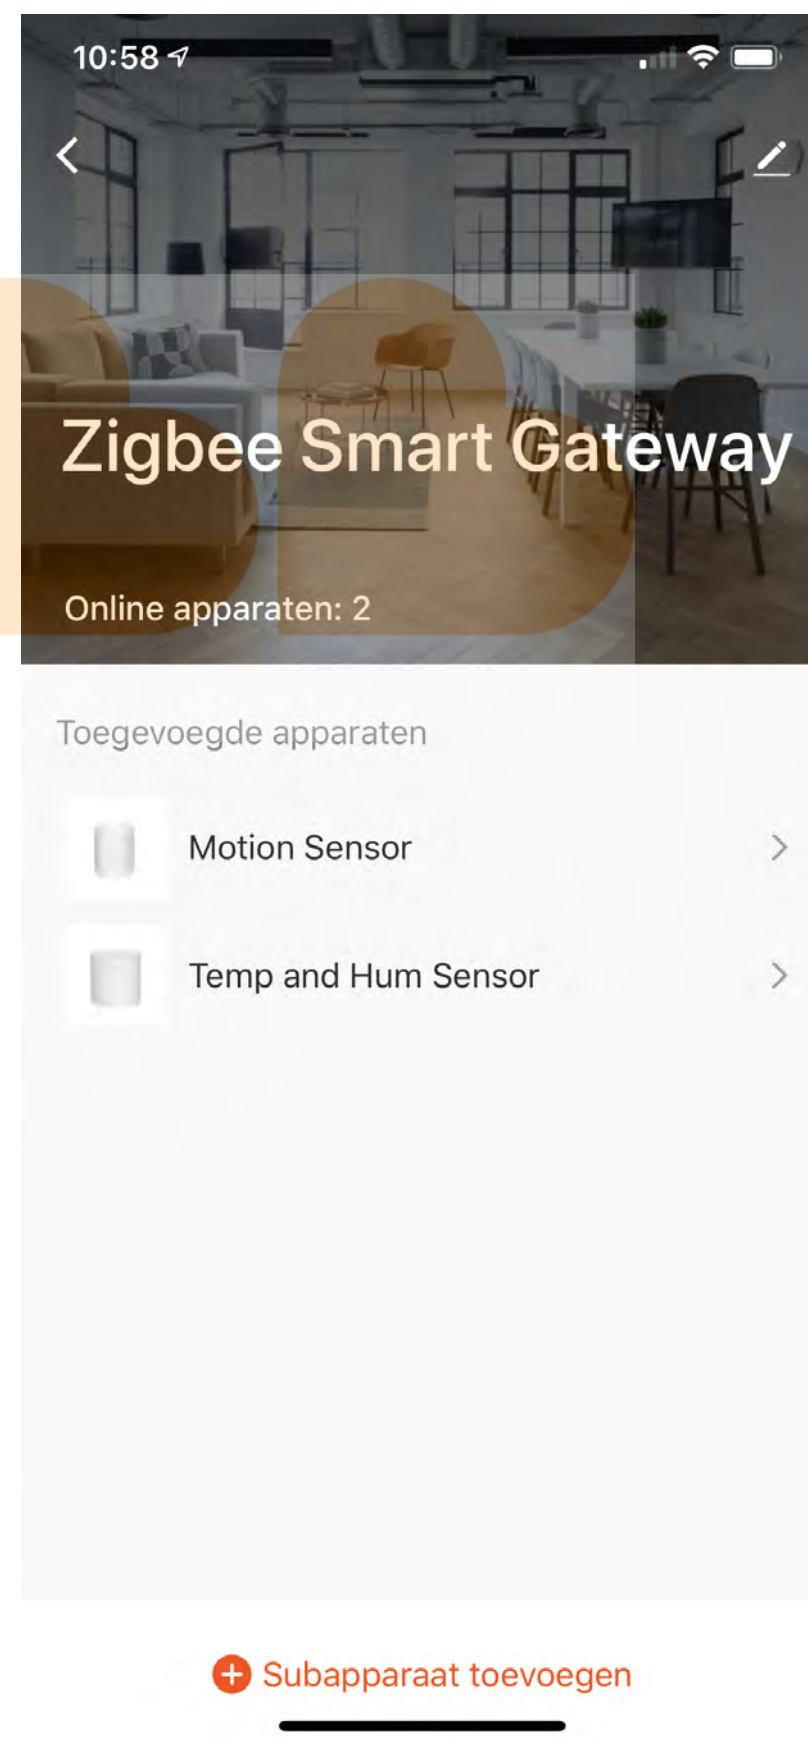 10:58
Zigbee Smart Gateway
Online apparaten: 2
Toegevoegde apparaten
Motion Sensor
Temp and Hum Sensor
Subapparaat toevoegen